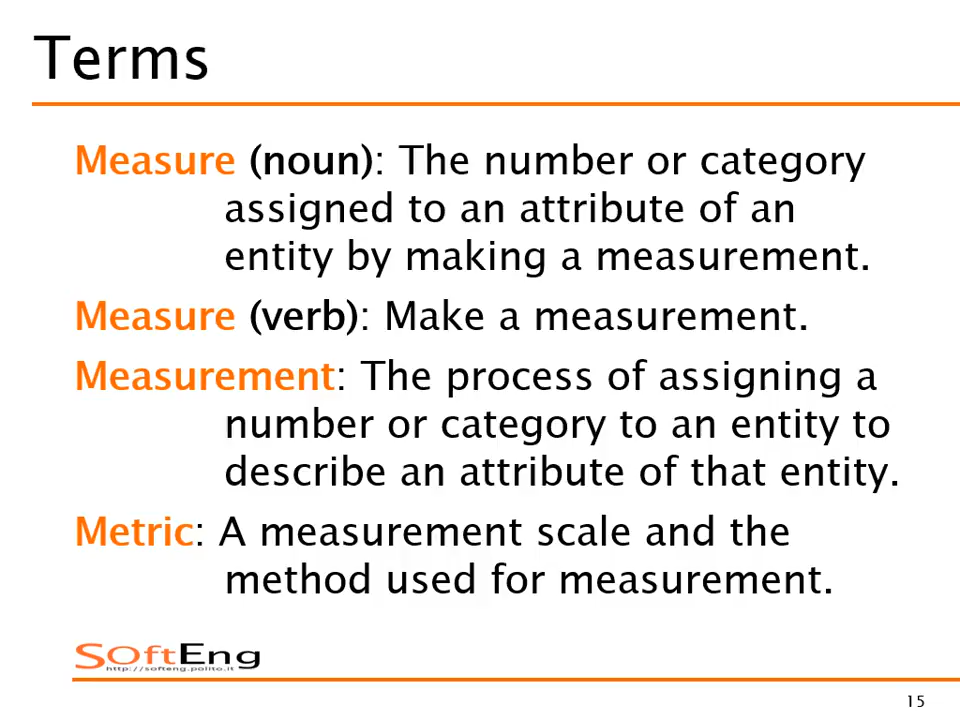 Terms
Measure (noun): The number or category
assigned to an attribute of an
entity by making a measurement.
Measure (verb): Make a measurement.
Measurement: The process of assigning a
number or category to an entity to
describe an attribute of that entity.
Metric: A measurement scale and the
method used for measurement.
SoftEng
http://softeng.polito.it
15